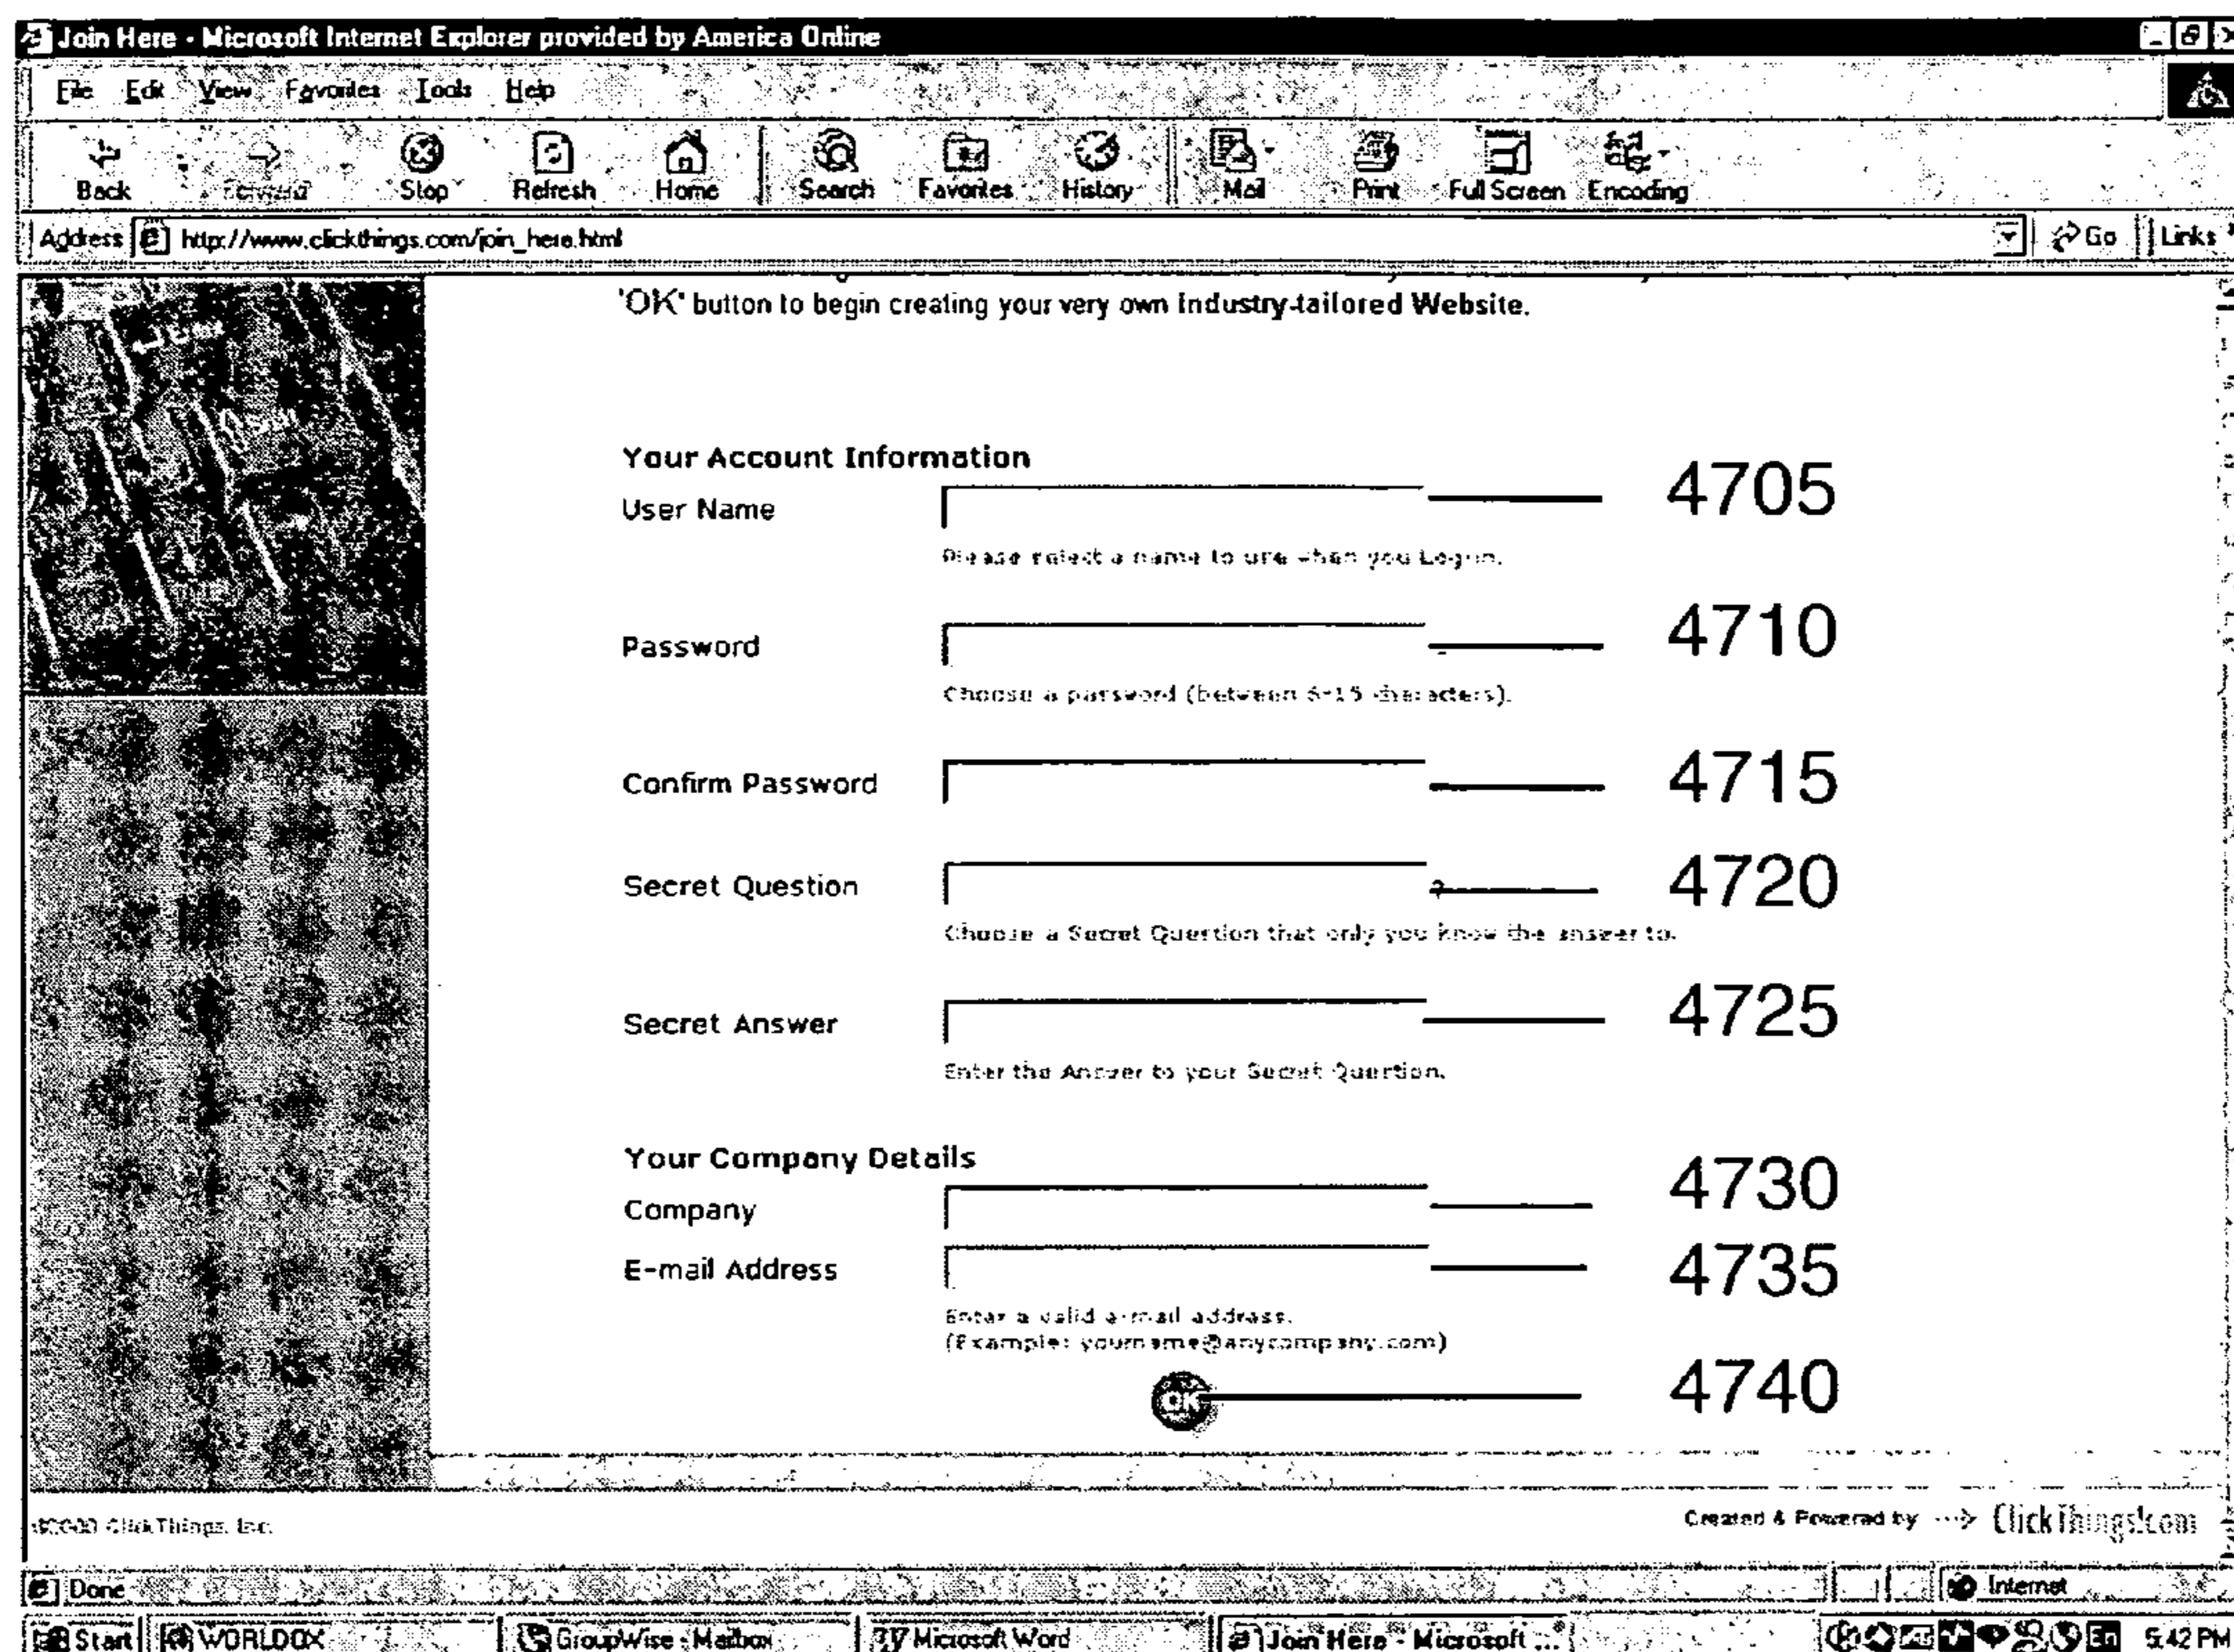 Join Here - Microsoft Internet Explorer provided by America Online
File Edit View Favorites Tools Help
Back Forward Stop Refresh Home Search Favorites History Mail Print Full Screen Encoding
Address http://www.clickthings.com/join_here.html Go Links
'OK' button to begin creating your very own Industry-tailored Website.
Your Account Information
User Name 4705
Please select a name to use when you Login.
Password 4710
Choose a password (between 6-15 characters).
Confirm Password 4715
Secret Question ? 4720
Choose a Secret Question that only you know the answer to.
Secret Answer 4725
Enter the Answer to your Secret Question.
Your Company Details
Company 4730
E-mail Address 4735
Enter a valid e-mail address.
(Example: yourname@anycompany.com)
OK 4740
©2000 ClickThings, Inc. Created & Powered by ClickThings!com
Done Internet
Start WORLDOX GroupWise - Mailbox Microsoft Word Join Here - Microsoft ... En 5:42 PM